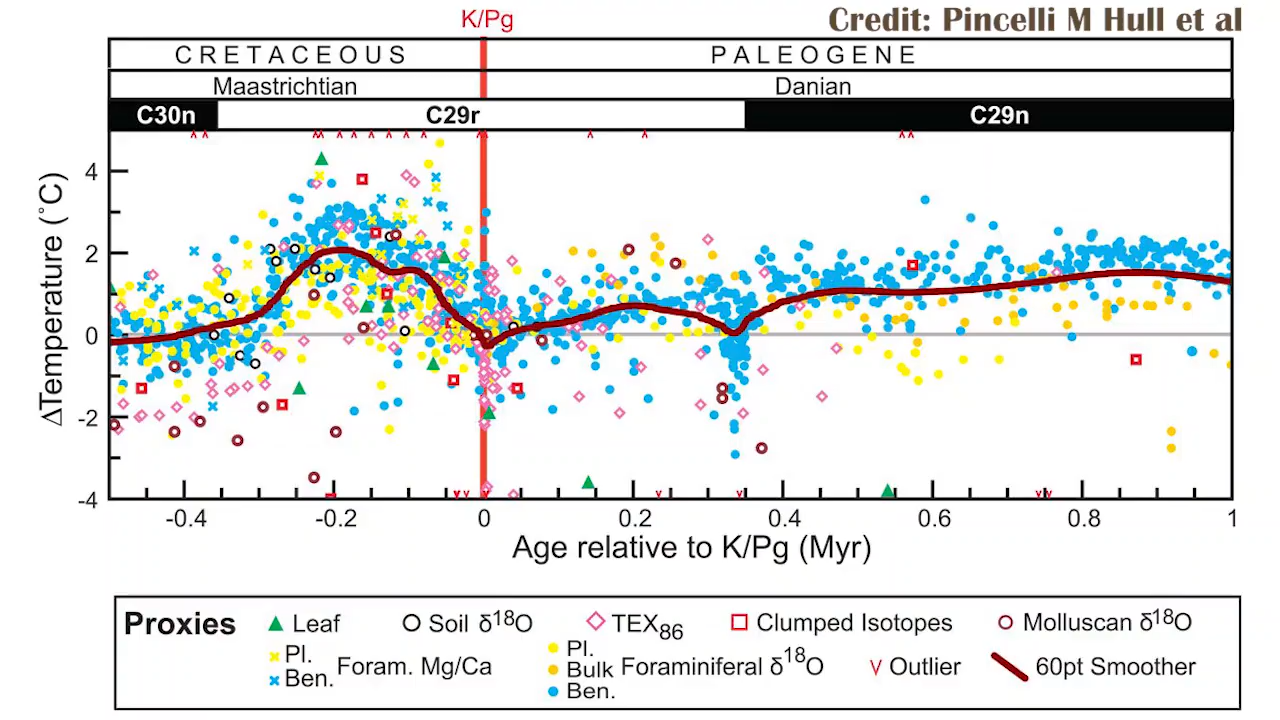 Credit: Pincelli M Hull et al
K/Pg
CRETACEOUS PALEOGENE
Maastrichtian Danian
C30n C29r C29n
ΔTemperature (°C)
4
2
0
-2
-4
-0.4 -0.2 0 0.2 0.4 0.6 0.8 1
Age relative to K/Pg (Myr)
Proxies Leaf Soil δ18O TEX86 Clumped Isotopes Molluscan δ18O
Pl.
Ben. Foram. Mg/Ca
Pl.
Bulk Foraminiferal δ18O Outlier 60pt Smoother
Ben.